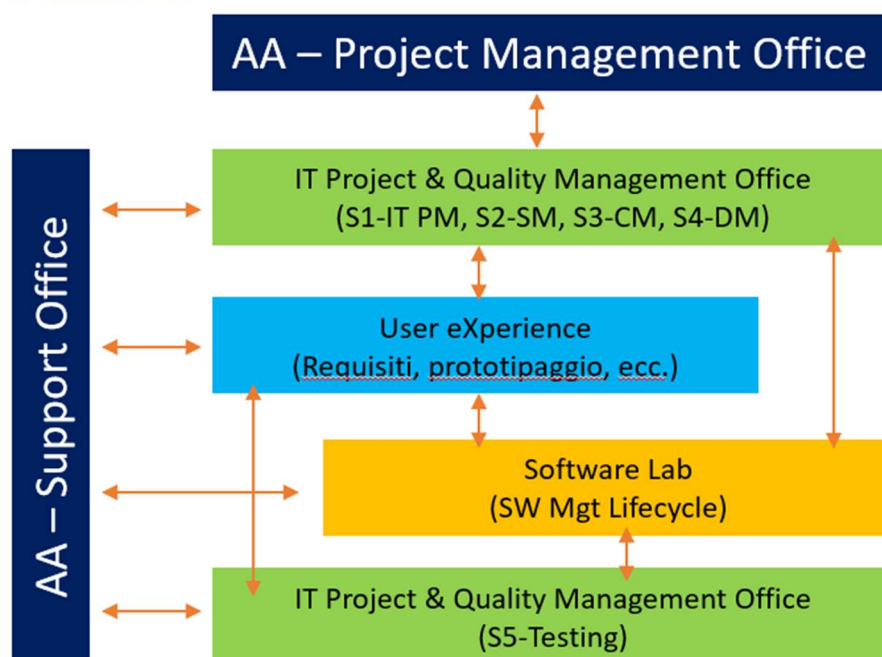 AA – Project Management Office
AA – Support Office
IT Project & Quality Management Office
(S1-IT PM, S2-SM, S3-CM, S4-DM)
User eXperience
(Requisiti, prototipaggio, ecc.)
Software Lab
(SW Mgt Lifecycle)
IT Project & Quality Management Office
(S5-Testing)